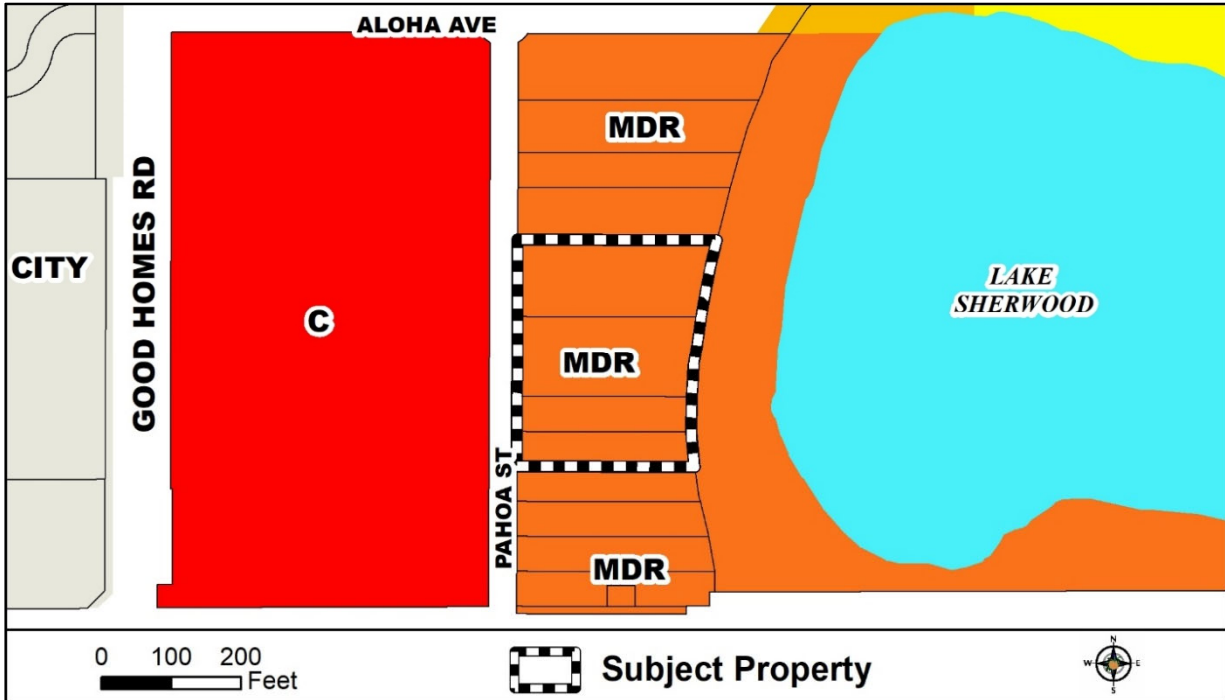 ALOHA AVE
MDR
GOOD HOMES RD
CITY
C
LAKE
SHERWOOD
MDR
PAHOA ST
MDR
0 100 200
Feet
Subject Property
N
W E
S